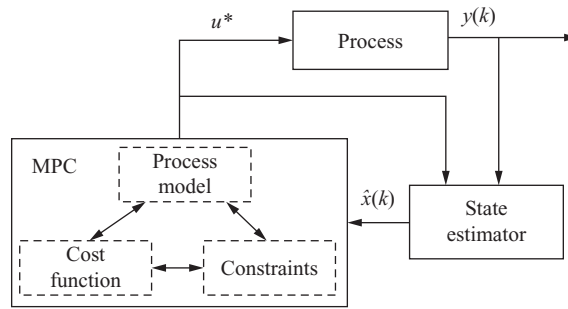 u*
Process
y(k)
MPC
Process
model
x̂(k)
State
estimator
Cost
function
Constraints